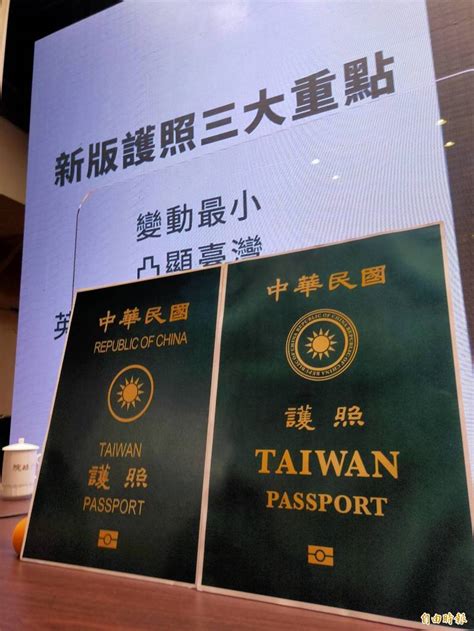 新版護照三大重點
變動最小
凸顯臺灣
英
中華民國
REPUBLIC OF CHINA
TAIWAN
護照
PASSPORT
中華民國
護照
TAIWAN
PASSPORT
自由時報